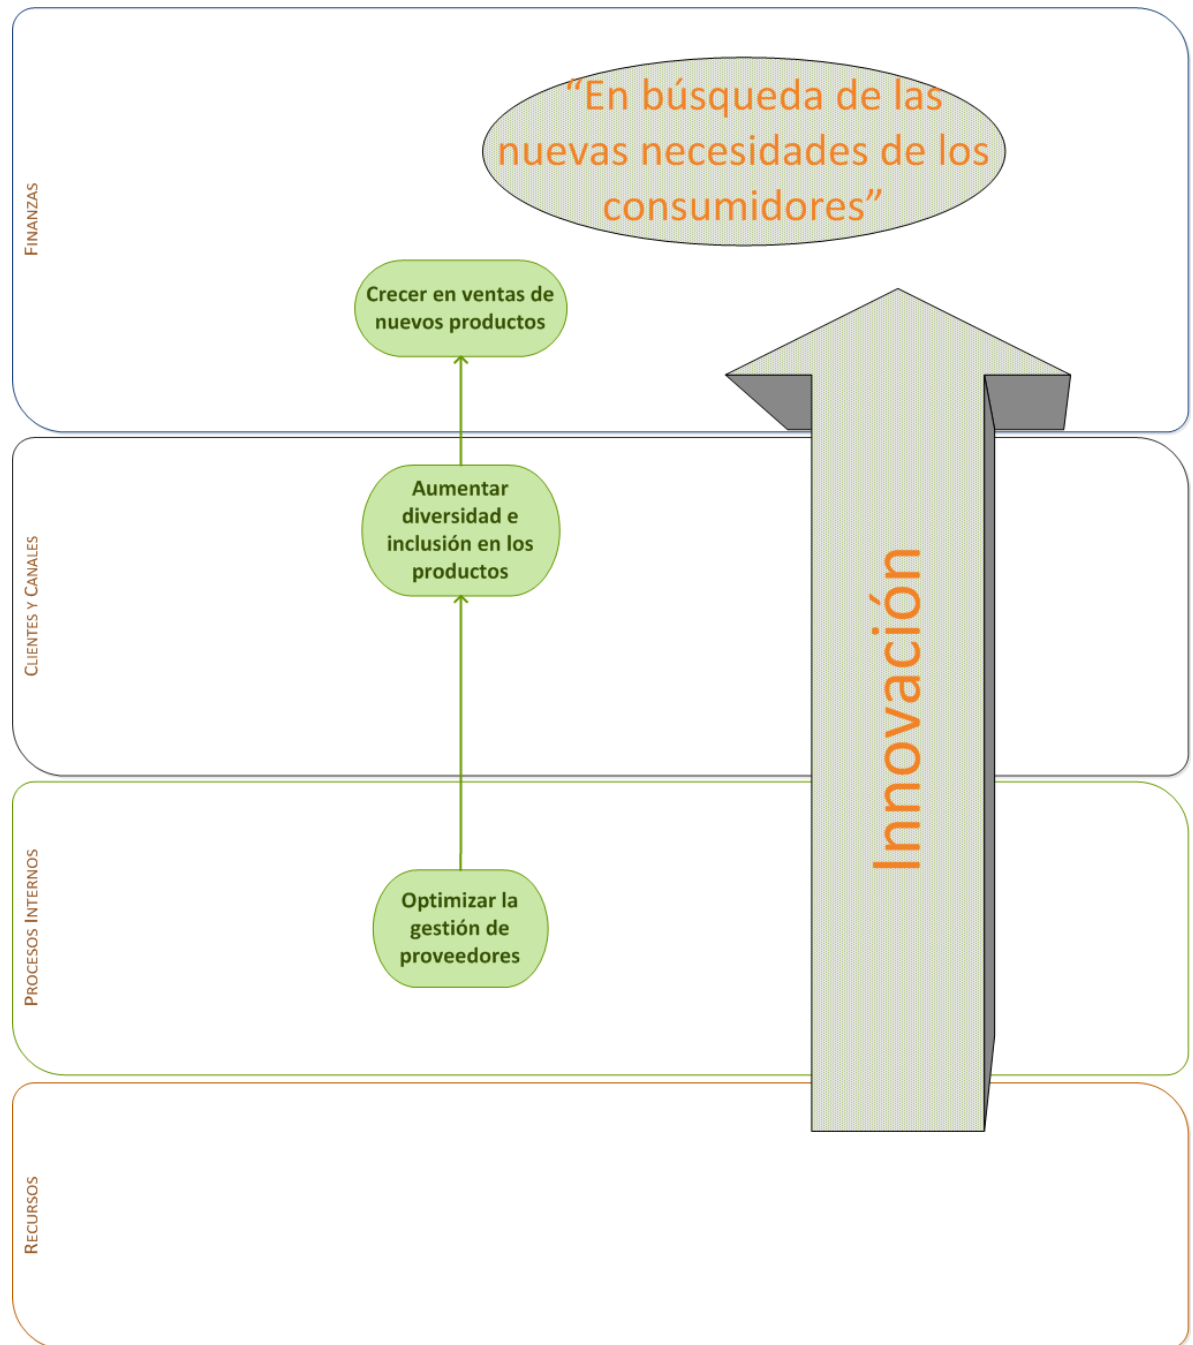 FINANZAS
“En búsqueda de las
nuevas necesidades de los
consumidores”
Crecer en ventas de
nuevos productos
CLIENTES Y CANALES
Aumentar
diversidad e
inclusión en los
productos
Innovación
PROCESOS INTERNOS
Optimizar la
gestión de
proveedores
RECURSOS